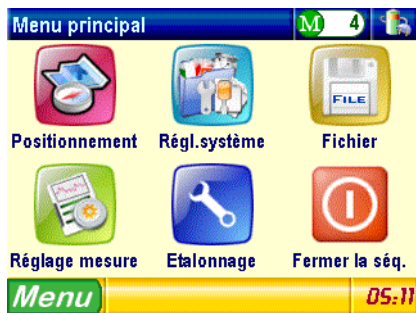 Menu principal M 4
FILE
Positionnement Régl.système Fichier
Réglage mesure Etalonnage Fermer la séq.
Menu 05:11